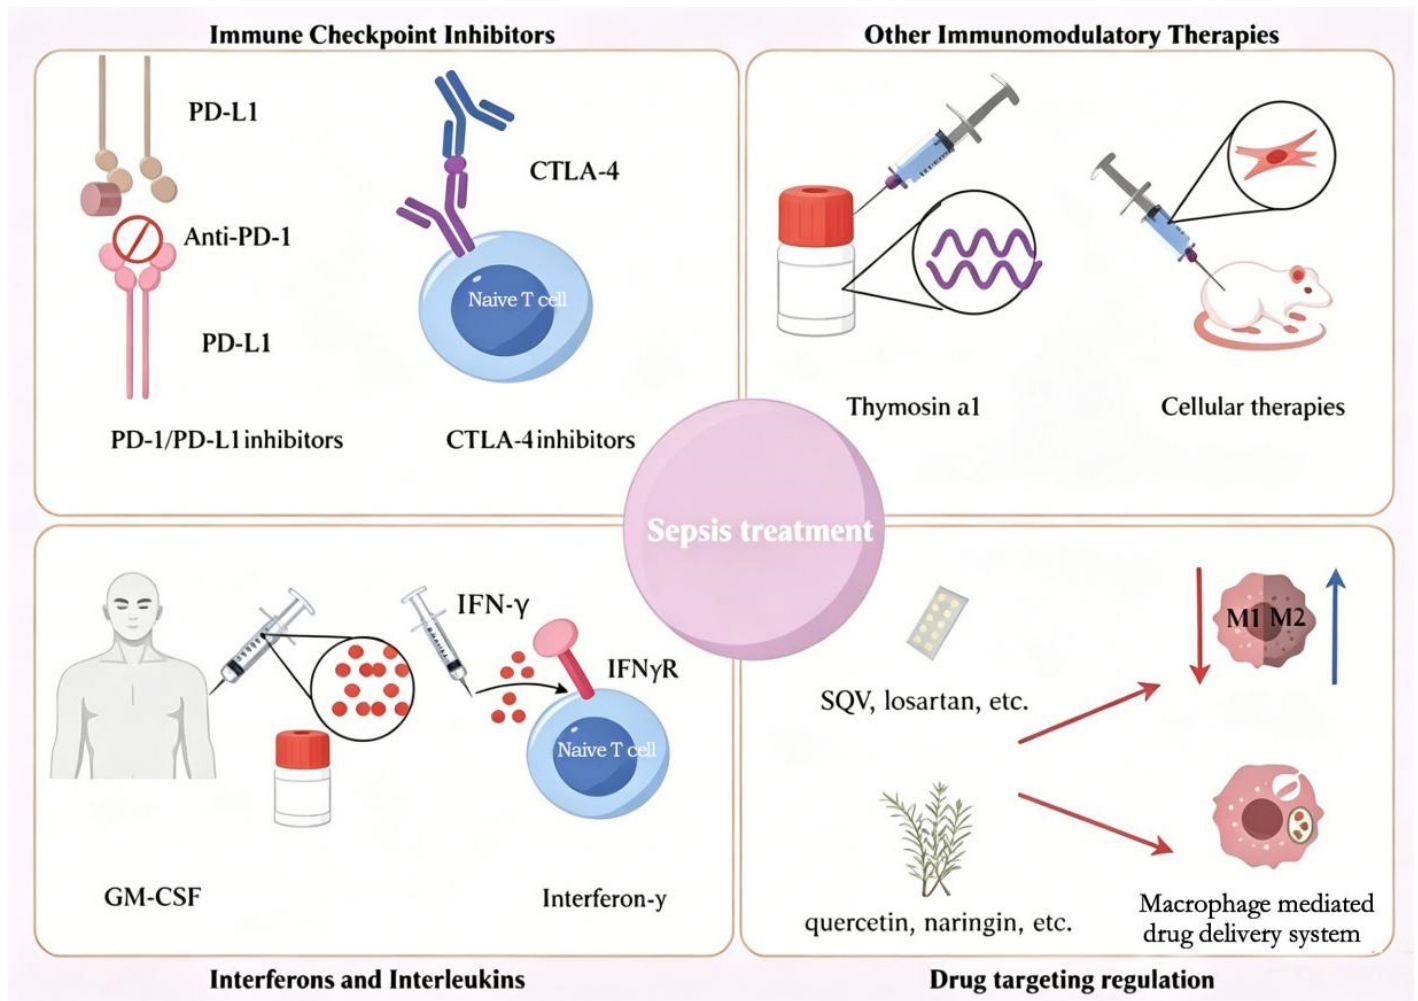 Immune Checkpoint Inhibitors
PD-L1
Anti-PD-1
PD-L1
PD-1/PD-L1 inhibitors
CTLA-4
Naive T cell
CTLA-4 inhibitors
Other Immunomodulatory Therapies
Thymosin a1
Cellular therapies
Sepsis treatment
GM-CSF
IFN-γ
IFNγR
Naive T cell
Interferon-y
Interferons and Interleukins
SQV, losartan, etc.
quercetin, naringin, etc.
M1 M2
Macrophage mediated
drug delivery system
Drug targeting regulation